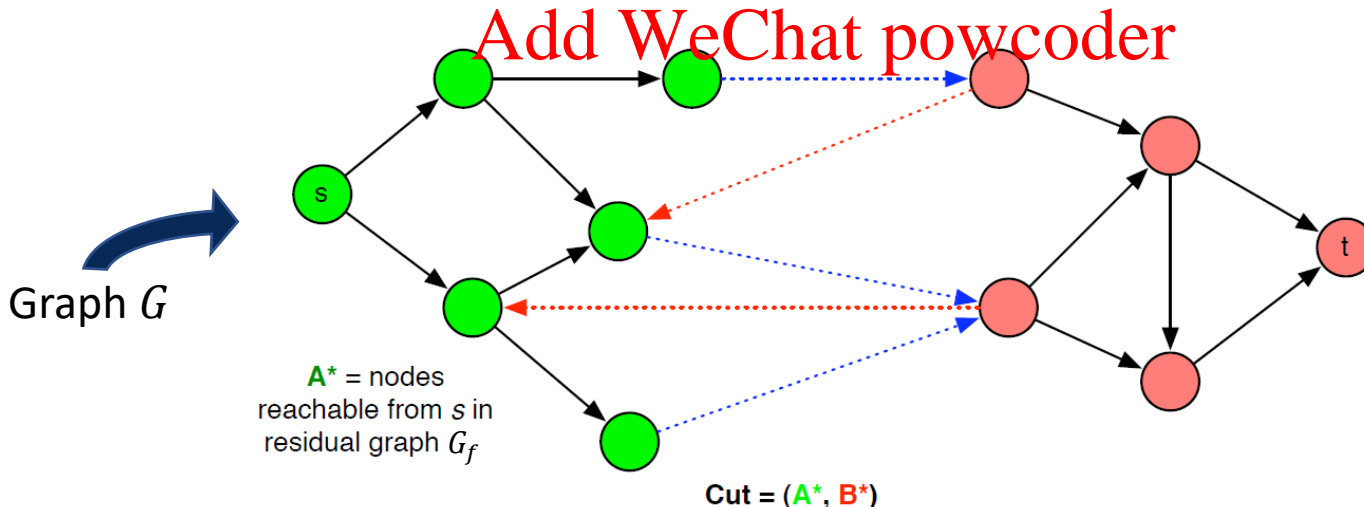 Add WeChat powcoder
s
t
Graph G
A* = nodes
reachable from s in
residual graph G_f
Cut = (A*, B*)